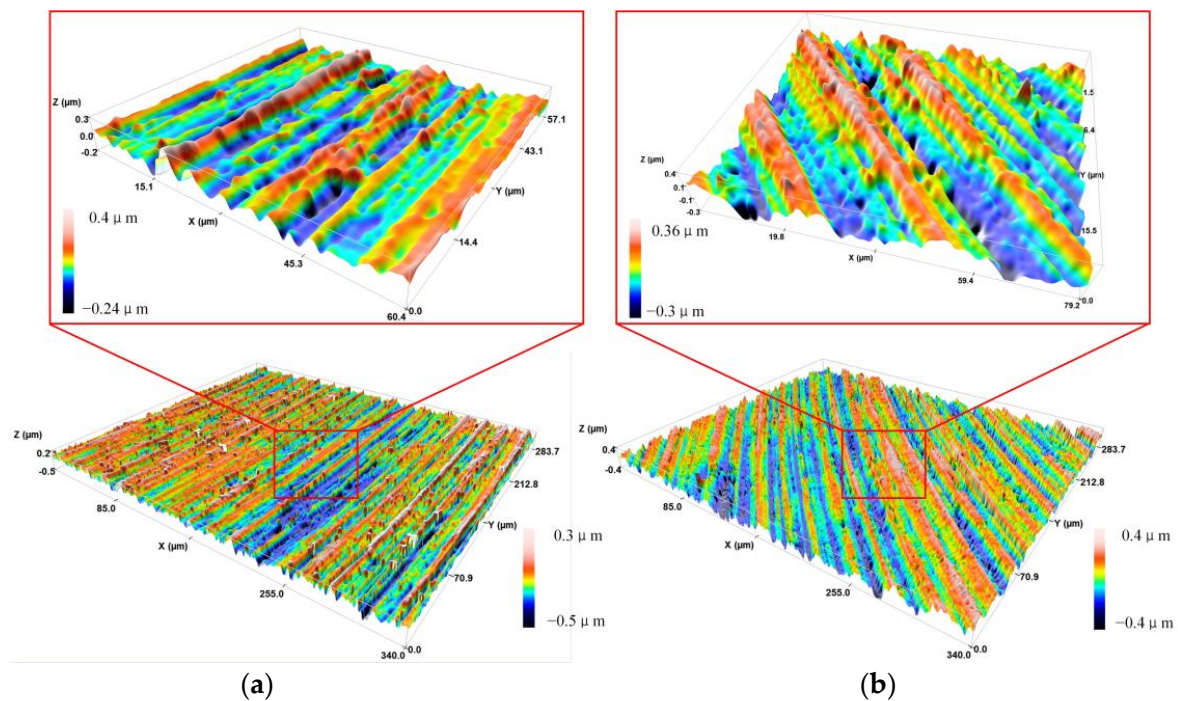 Z (µm)
0.3
0.0
-0.2
15.1
X (µm)
45.3
60.4
0.0
14.4
Y (µm)
43.1
57.1
0.4 µ m
−0.24 µ m
Z (µm)
0.4
0.1
-0.1
-0.3
19.8
X (µm)
59.4
79.2
0.0
15.5
Y (µm)
6.4
1.5
0.36 µ m
−0.3 µ m
Z (µm)
0.2
-0.5
85.0
X (µm)
255.0
340.0
0.0
70.9
Y (µm)
212.8
283.7
0.3 µ m
−0.5 µ m
Z (µm)
0.4
-0.4
85.0
X (µm)
255.0
340.0
0.0
70.9
Y (µm)
212.8
283.7
0.4 µ m
−0.4 µ m
(a)
(b)